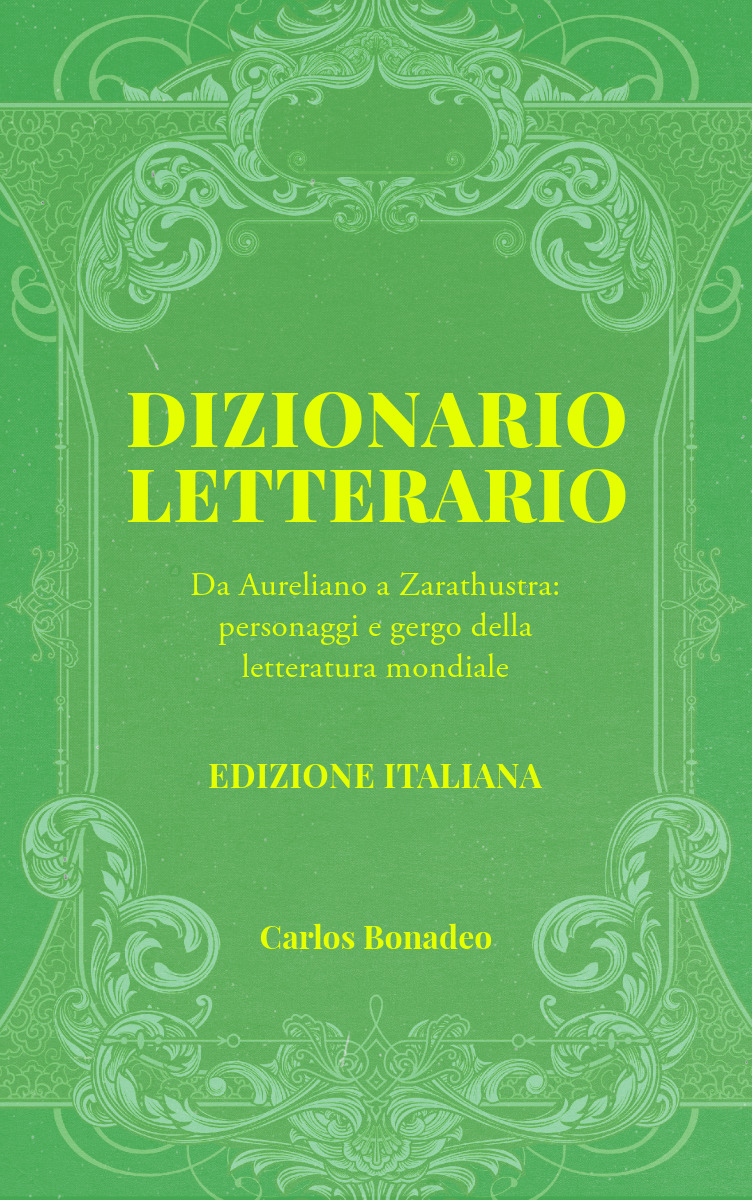 DIZIONARIO
LETTERARIO
Da Aureliano a Zarathustra:
personaggi e gergo della
letteratura mondiale
EDIZIONE ITALIANA
Carlos Bonadeo